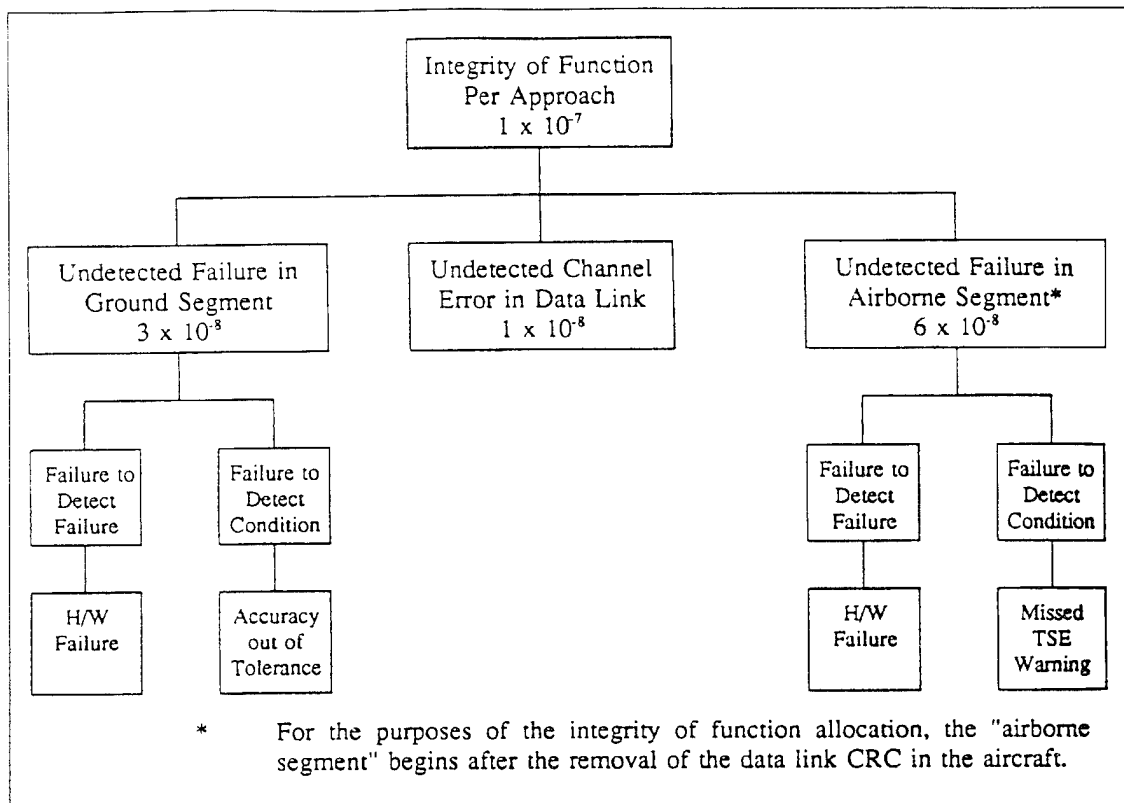 Integrity of Function
Per Approach
1 x 10⁻⁷
Undetected Failure in
Ground Segment
3 x 10⁻⁸
Undetected Channel
Error in Data Link
1 x 10⁻⁸
Undetected Failure in
Airborne Segment*
6 x 10⁻⁸
Failure to
Detect
Failure
Failure to
Detect
Condition
Failure to
Detect
Failure
Failure to
Detect
Condition
H/W
Failure
Accuracy
out of
Tolerance
H/W
Failure
Missed
TSE
Warning
* For the purposes of the integrity of function allocation, the "airborne
segment" begins after the removal of the data link CRC in the aircraft.